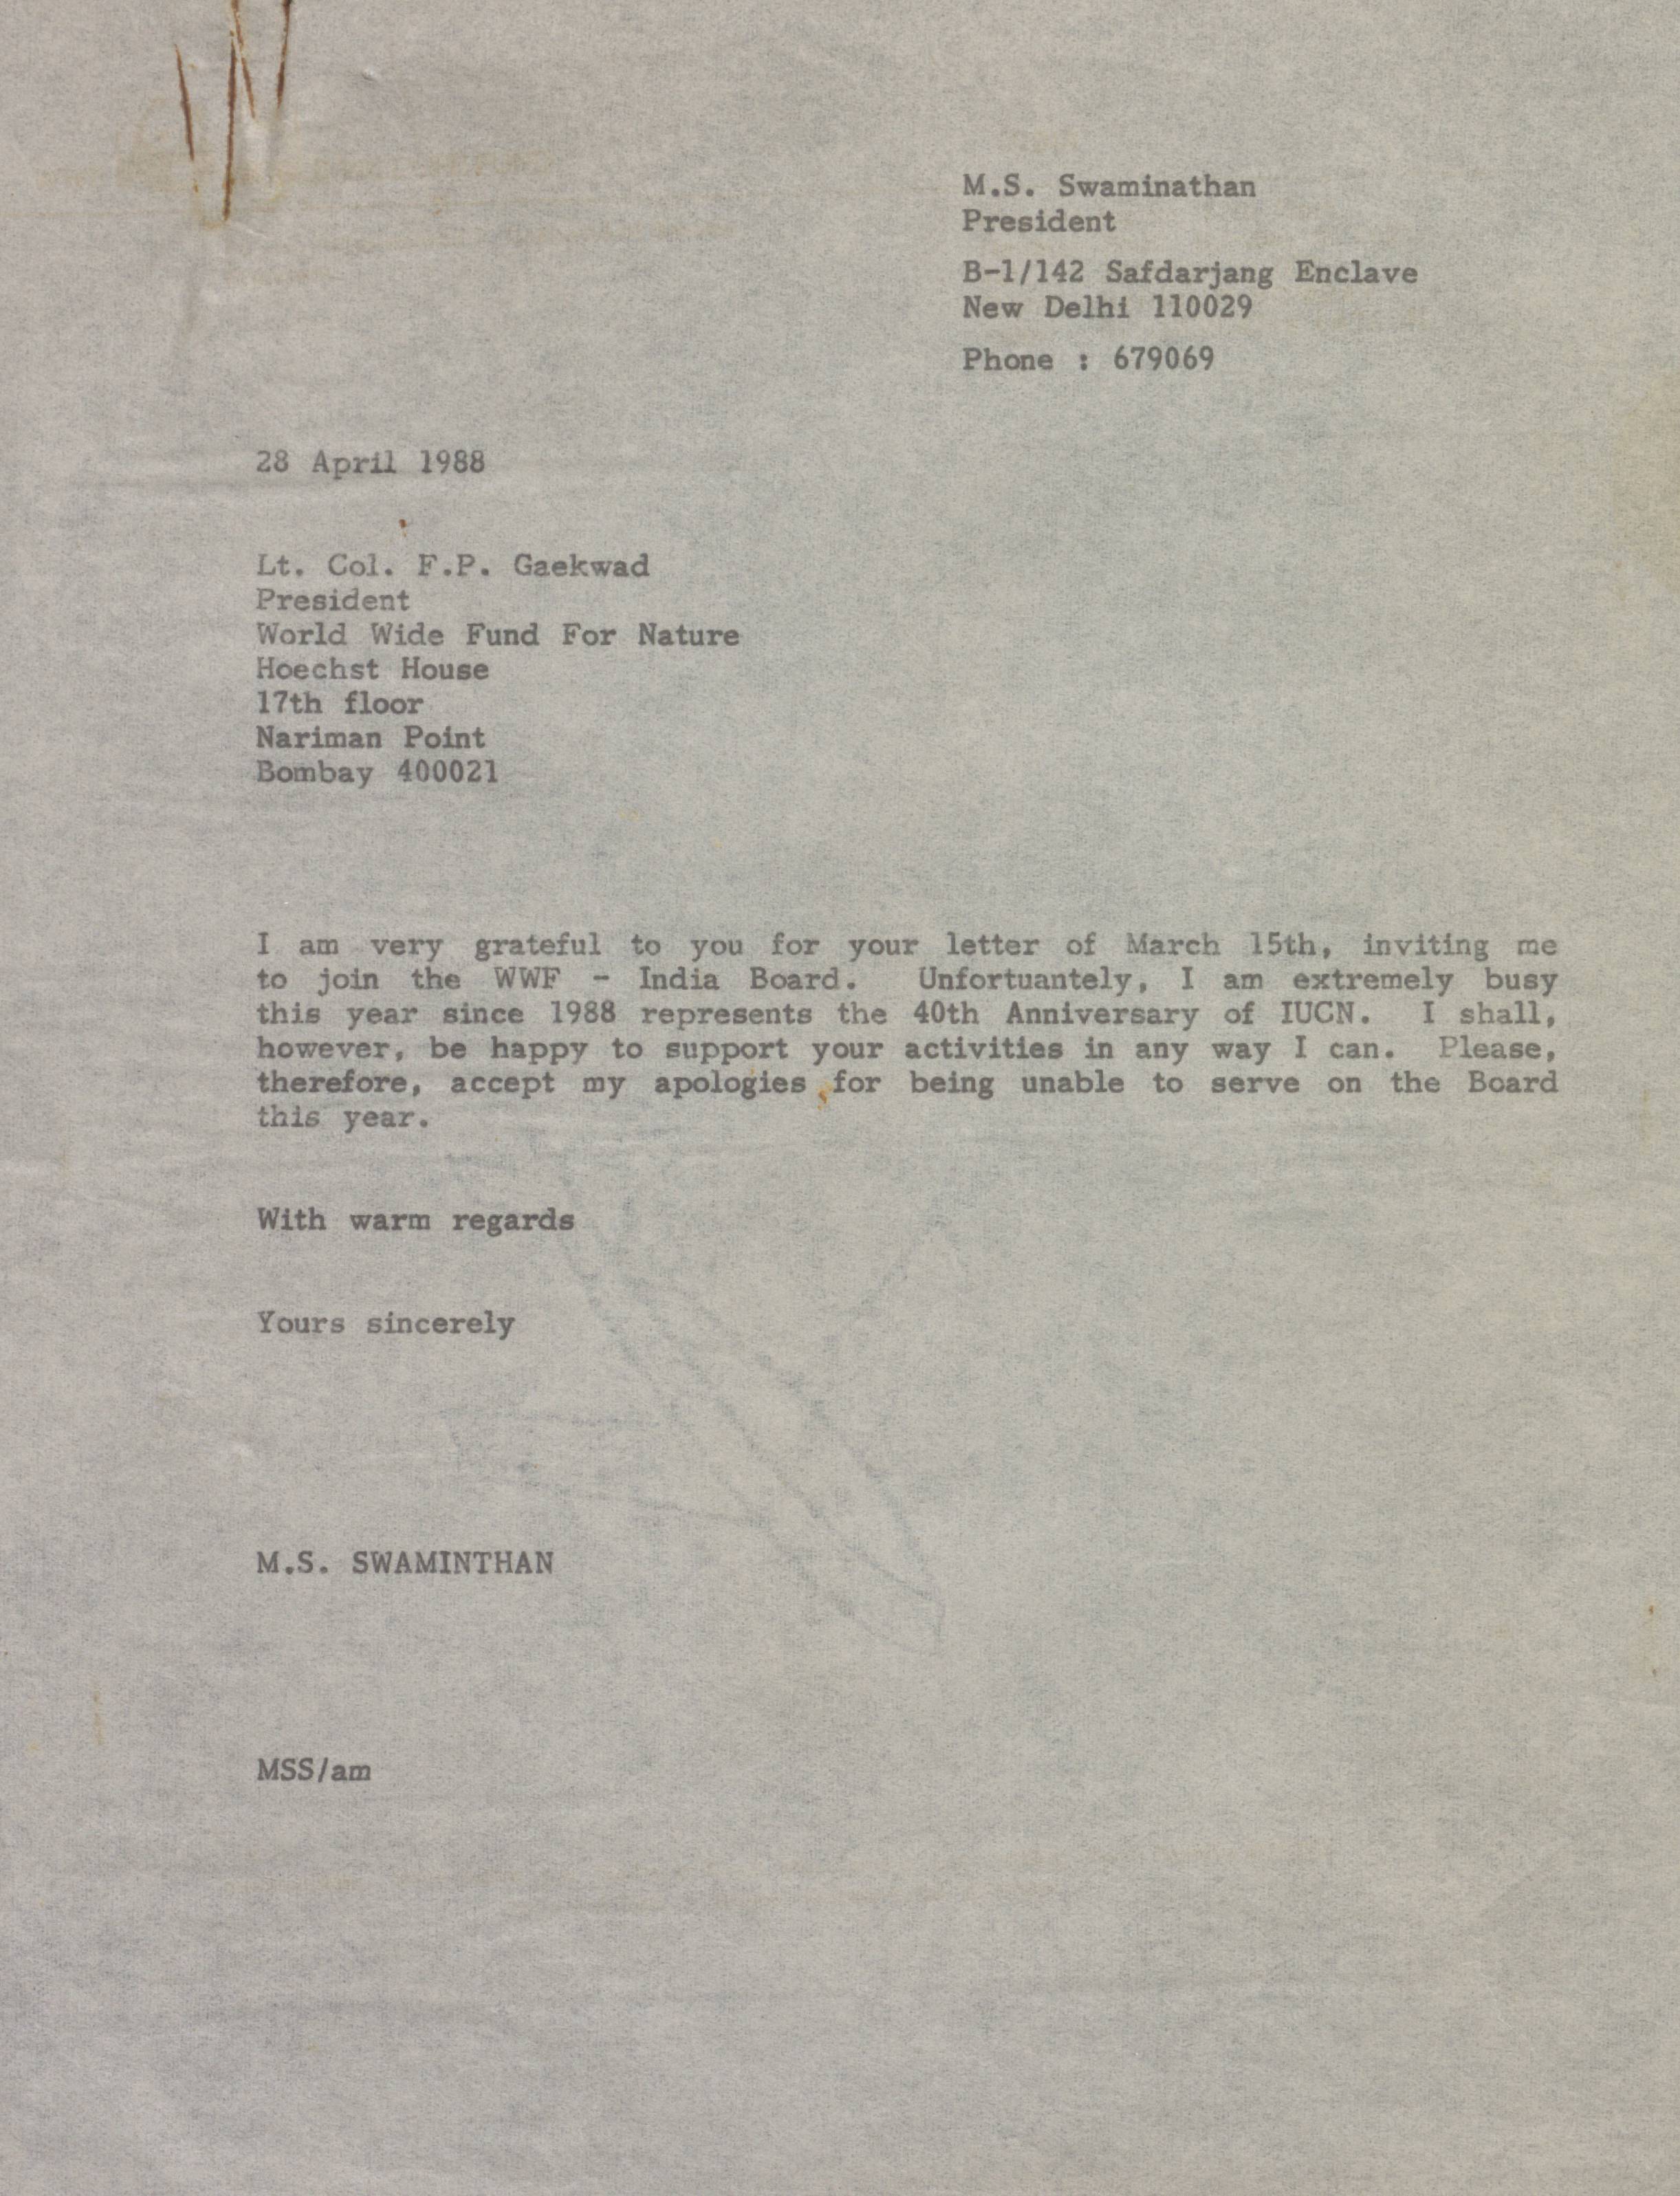 M.S. Swaminathan
President
B-1/142 Safdarjang Enclave
New Delhi 110029
Phone : 679069
28 April 1988
Lt. Col. F.P. Gaekwad
President
World Wide Fund For Nature
Hoechst House
17th floor
Nariman Point
Bombay 400021
I am very grateful to you for your letter of March 15th, inviting me
to join the WWF - India Board. Unfortuantely, I am extremely busy
this year since 1988 represents the 40th Anniversary of IUCN. I shall,
however, be happy to support your activities in any way I can. Please,
therefore, accept my apologies for being unable to serve on the Board
this year.
With warm regards
Yours sincerely
M.S. SWAMINTHAN
MSS/am